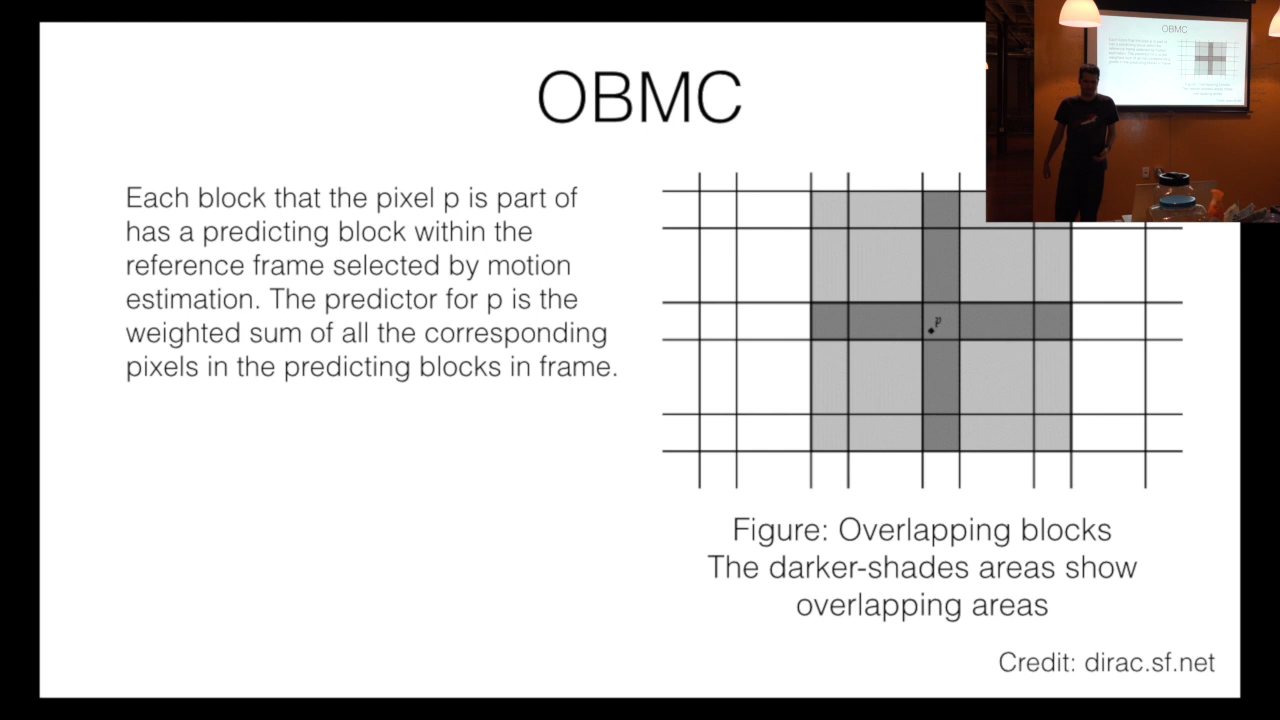 OBMC
Each block that the pixel p is part of
has a predicting block within the
reference frame selected by motion
estimation. The predictor for p is the
weighted sum of all the corresponding
pixels in the predicting blocks in frame.
p
Figure: Overlapping blocks
The darker-shades areas show
overlapping areas
Credit: dirac.sf.net
OBMC